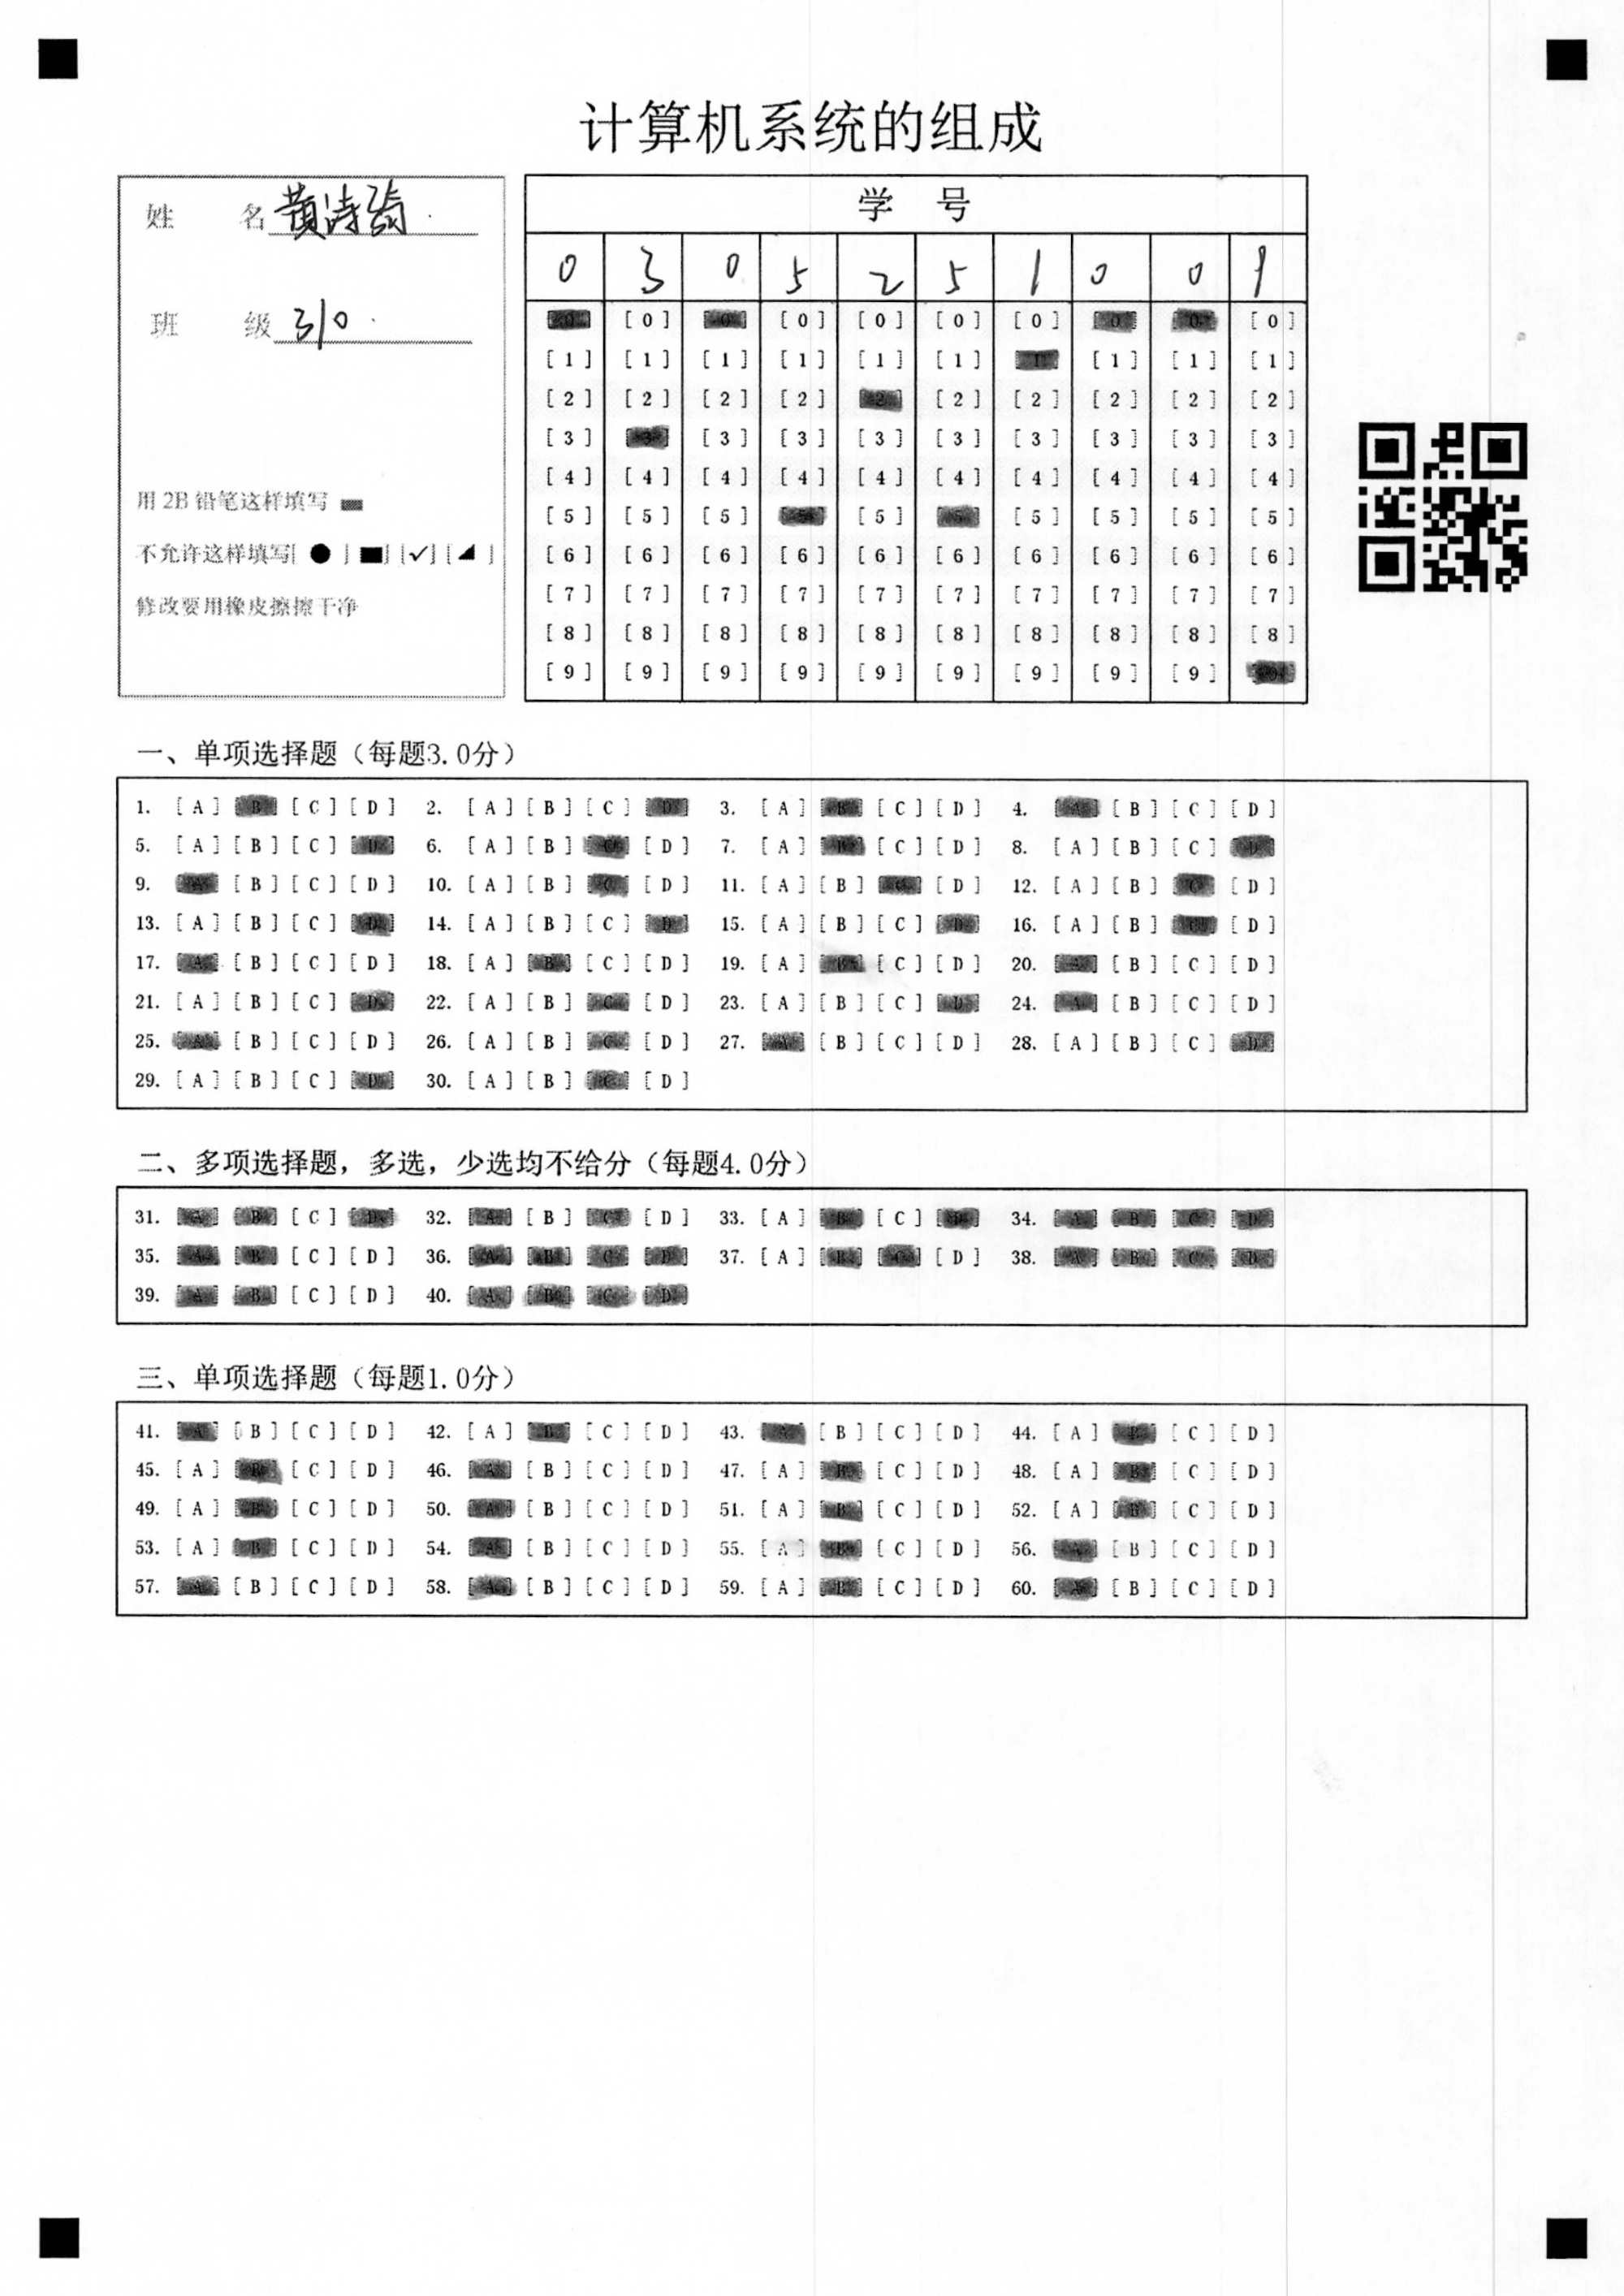 计算机系统的组成
姓 名 黄诗琦
班 级 310
用2B铅笔这样填写
不允许这样填写[ ● ] [■] [✓] [◢ ]
修改要用橡皮擦擦干净
学 号
0 3 0 5 2 5 1 0 0 9
[0] [0] [0] [0] [0] [0] [0] [0] [0] [0]
[1] [1] [1] [1] [1] [1] [1] [1] [1] [1]
[2] [2] [2] [2] [2] [2] [2] [2] [2] [2]
[3] [3] [3] [3] [3] [3] [3] [3] [3] [3]
[4] [4] [4] [4] [4] [4] [4] [4] [4] [4]
[5] [5] [5] [5] [5] [5] [5] [5] [5] [5]
[6] [6] [6] [6] [6] [6] [6] [6] [6] [6]
[7] [7] [7] [7] [7] [7] [7] [7] [7] [7]
[8] [8] [8] [8] [8] [8] [8] [8] [8] [8]
[9] [9] [9] [9] [9] [9] [9] [9] [9] [9]
一、单项选择题（每题3.0分）
1. [A] [B] [C] [D] 2. [A] [B] [C] [D] 3. [A] [B] [C] [D] 4. [A] [B] [C] [D]
5. [A] [B] [C] [D] 6. [A] [B] [C] [D] 7. [A] [B] [C] [D] 8. [A] [B] [C] [D]
9. [A] [B] [C] [D] 10. [A] [B] [C] [D] 11. [A] [B] [C] [D] 12. [A] [B] [C] [D]
13. [A] [B] [C] [D] 14. [A] [B] [C] [D] 15. [A] [B] [C] [D] 16. [A] [B] [C] [D]
17. [A] [B] [C] [D] 18. [A] [B] [C] [D] 19. [A] [B] [C] [D] 20. [A] [B] [C] [D]
21. [A] [B] [C] [D] 22. [A] [B] [C] [D] 23. [A] [B] [C] [D] 24. [A] [B] [C] [D]
25. [A] [B] [C] [D] 26. [A] [B] [C] [D] 27. [A] [B] [C] [D] 28. [A] [B] [C] [D]
29. [A] [B] [C] [D] 30. [A] [B] [C] [D]
二、多项选择题，多选，少选均不给分（每题4.0分）
31. [A] [B] [C] [D] 32. [A] [B] [C] [D] 33. [A] [B] [C] [D] 34. [A] [B] [C] [D]
35. [A] [B] [C] [D] 36. [A] [B] [C] [D] 37. [A] [B] [C] [D] 38. [A] [B] [C] [D]
39. [A] [B] [C] [D] 40. [A] [B] [C] [D]
三、单项选择题（每题1.0分）
41. [A] [B] [C] [D] 42. [A] [B] [C] [D] 43. [A] [B] [C] [D] 44. [A] [B] [C] [D]
45. [A] [B] [C] [D] 46. [A] [B] [C] [D] 47. [A] [B] [C] [D] 48. [A] [B] [C] [D]
49. [A] [B] [C] [D] 50. [A] [B] [C] [D] 51. [A] [B] [C] [D] 52. [A] [B] [C] [D]
53. [A] [B] [C] [D] 54. [A] [B] [C] [D] 55. [A] [B] [C] [D] 56. [A] [B] [C] [D]
57. [A] [B] [C] [D] 58. [A] [B] [C] [D] 59. [A] [B] [C] [D] 60. [A] [B] [C] [D]